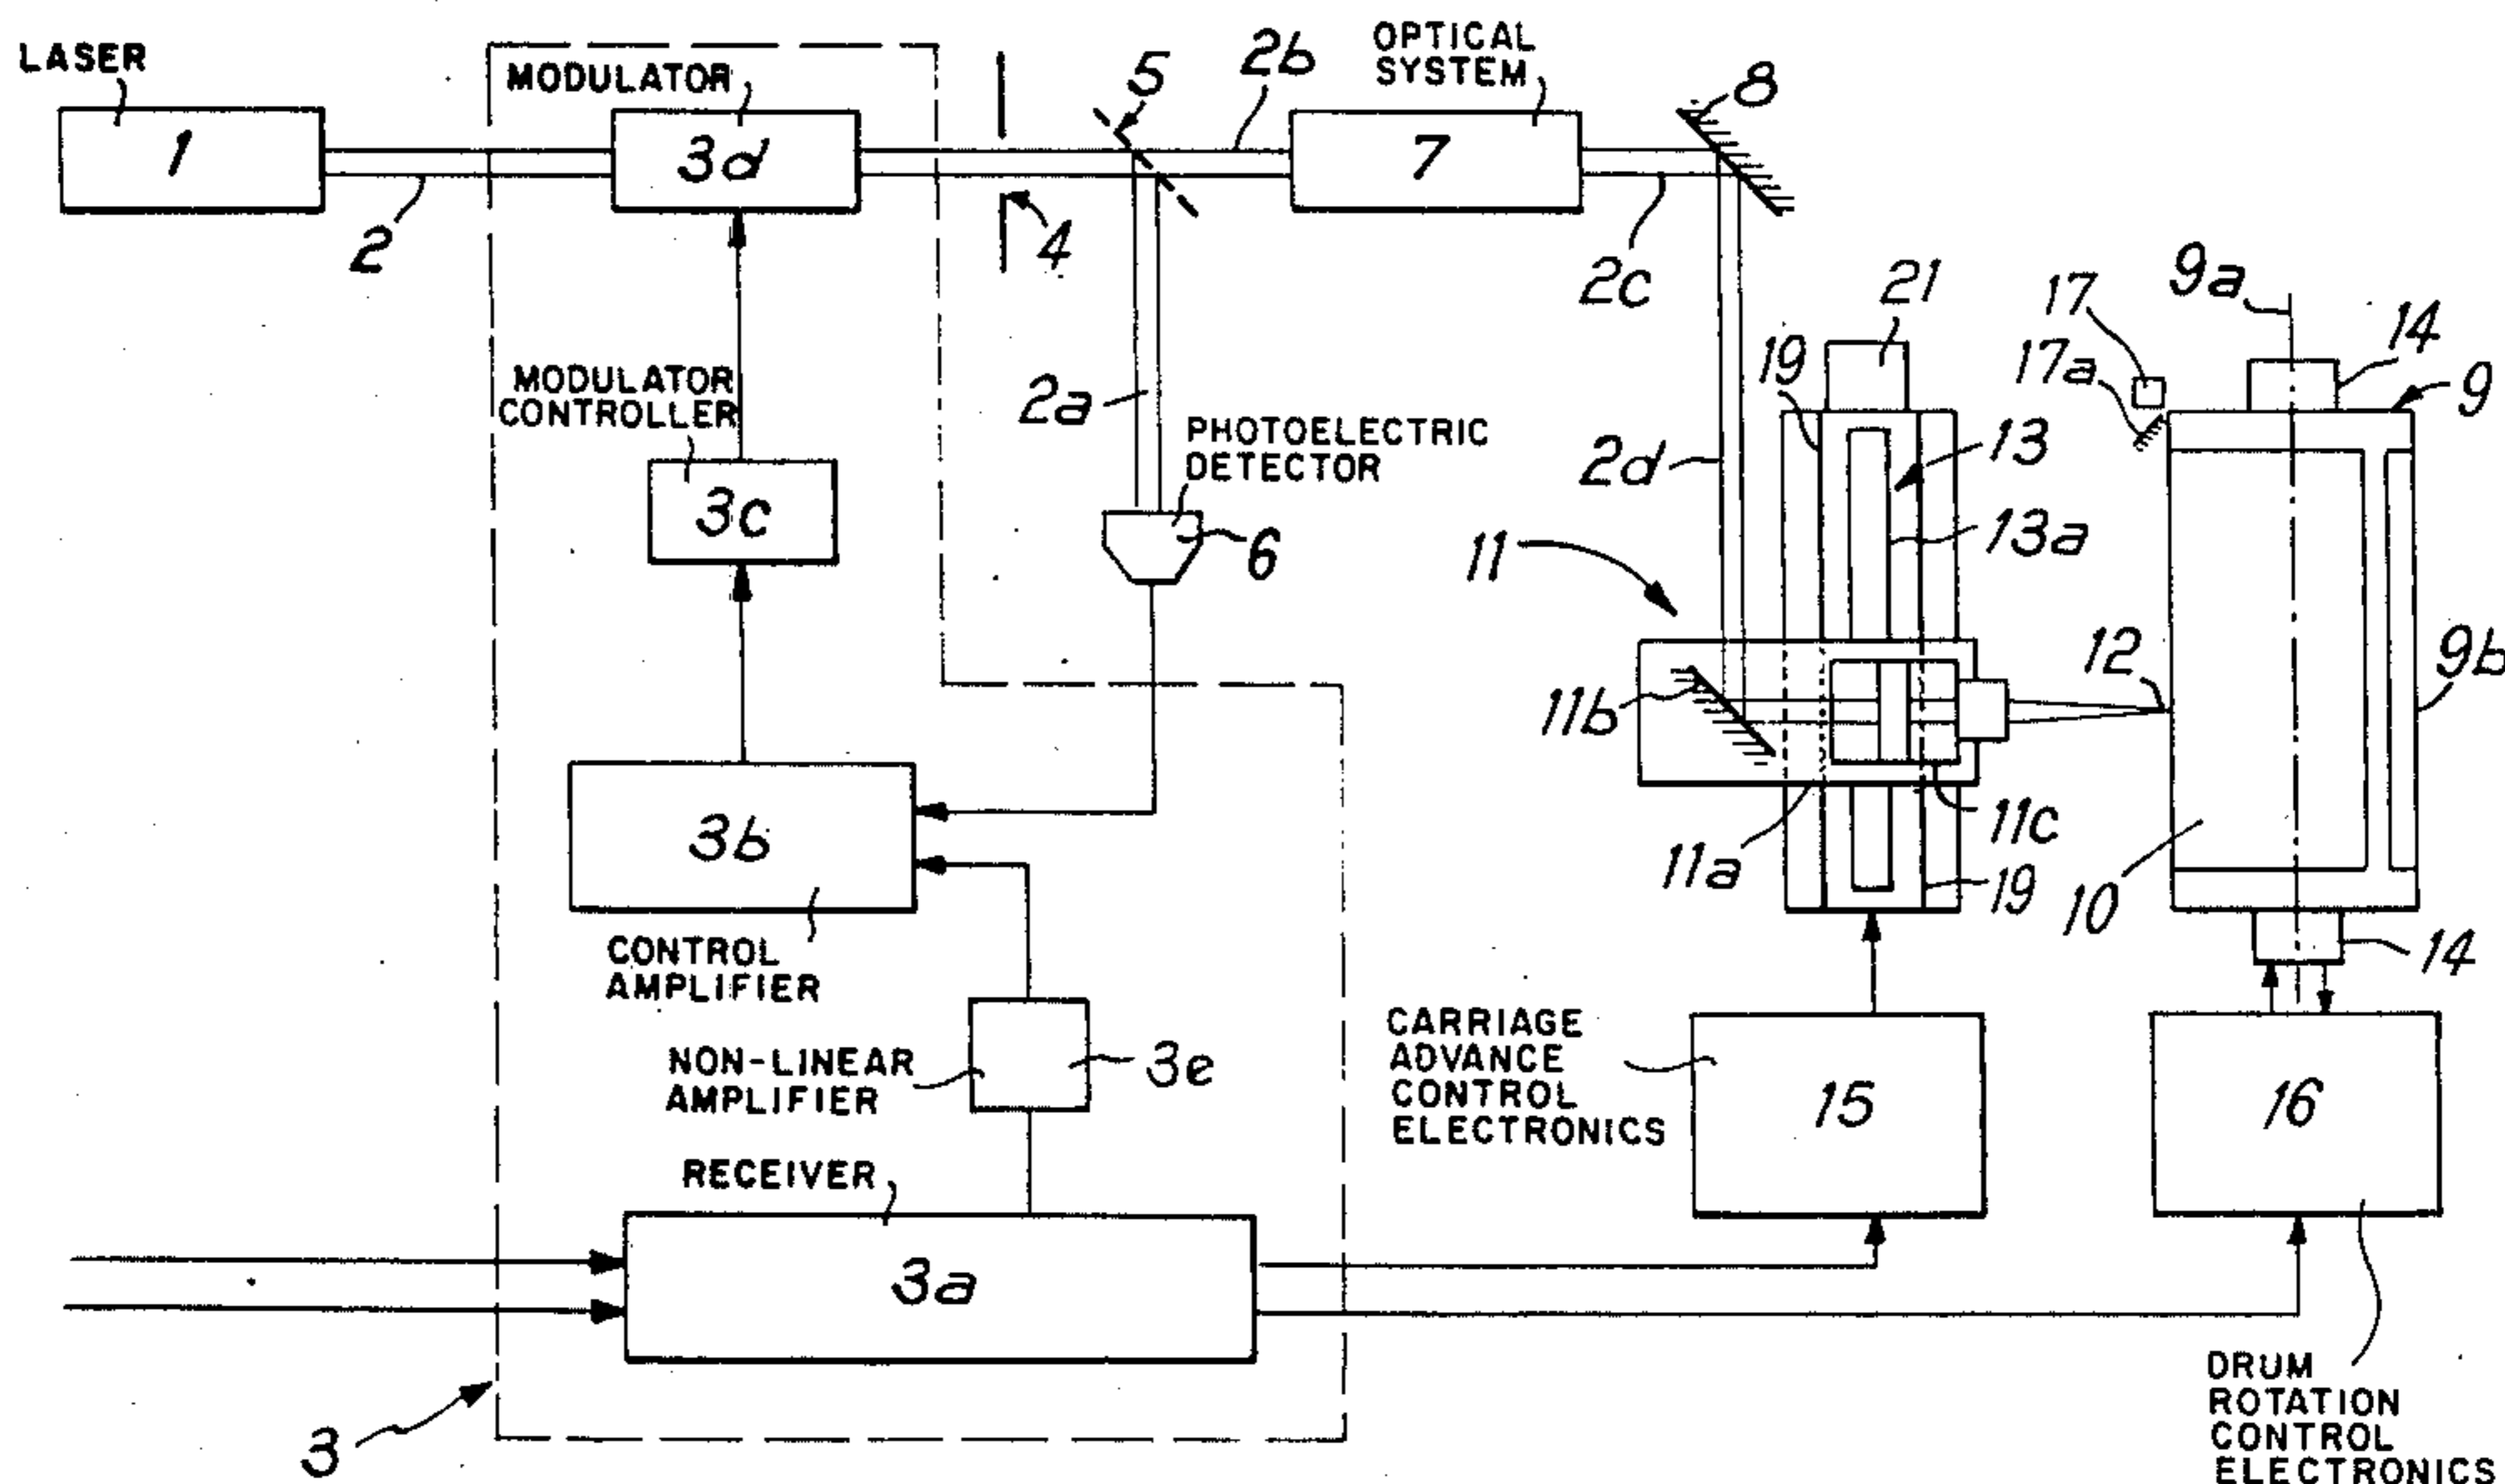 LASER
1
2
MODULATOR
3d
4
5
2b
OPTICAL
SYSTEM
7
8
2c
2a
MODULATOR
CONTROLLER
3c
PHOTOELECTRIC
DETECTOR
6
2d
11
19
21
13
13a
17
17a
9a
14
9
12
9b
11b
11a
11c
19
10
14
3b
CONTROL
AMPLIFIER
NON-LINEAR
AMPLIFIER
3e
RECEIVER
3a
CARRIAGE
ADVANCE
CONTROL
ELECTRONICS
15
16
DRUM
ROTATION
CONTROL
ELECTRONICS
3